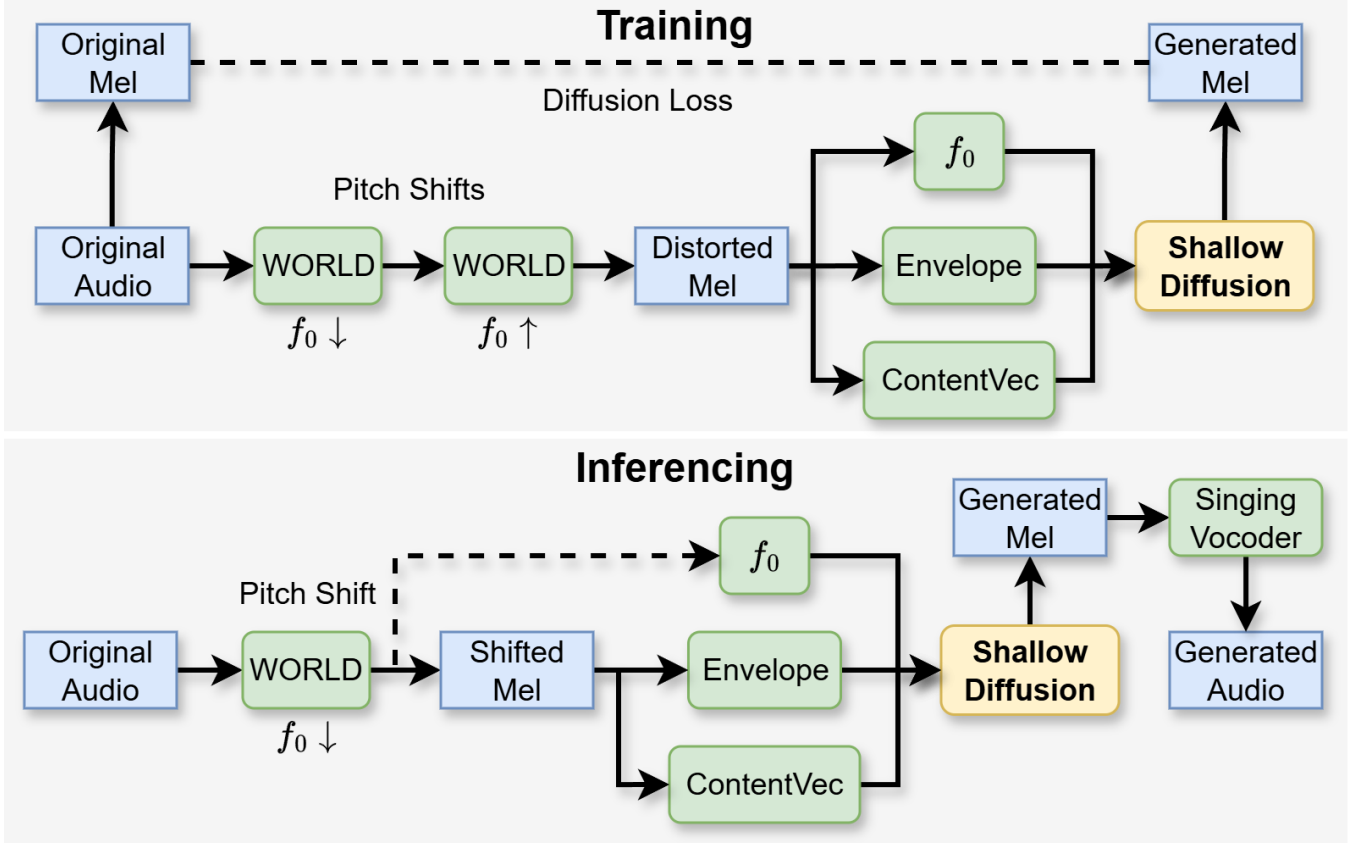 Training
Original
Mel
Generated
Mel
Diffusion Loss
f₀
Pitch Shifts
Original
Audio
WORLD
WORLD
Distorted
Mel
Envelope
Shallow
Diffusion
f₀ ↓
f₀ ↑
ContentVec
Inferencing
Generated
Mel
Singing
Vocoder
f₀
Pitch Shift
Original
Audio
WORLD
Shifted
Mel
Envelope
Shallow
Diffusion
Generated
Audio
f₀ ↓
ContentVec